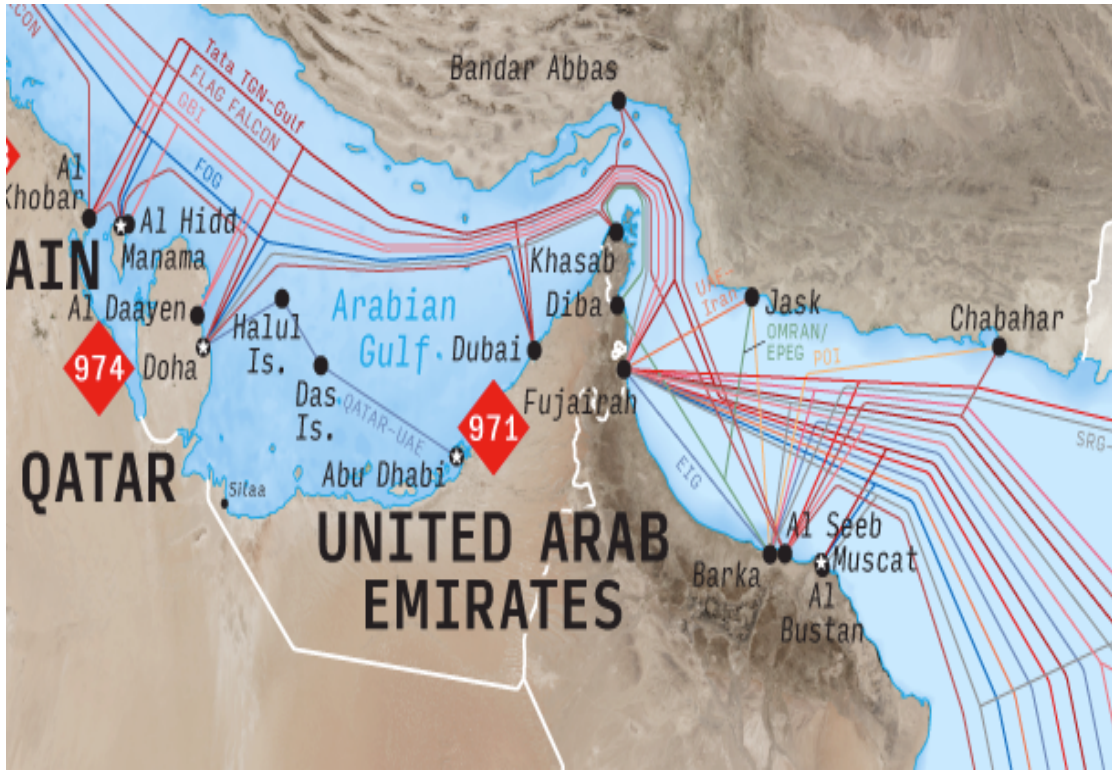 CON
Tata TGN-Gulf
FLAG FALCON
GBI
FOG
Bandar Abbas
Al
Khobar
Al Hidd
Manama
AIN
Khasab
Al Daayen
Halul
Is.
Arabian
Gulf
Diba
UAE-
Iran
Jask
OMRAN/
EPEG
POI
Chabahar
974
Doha
Das
Is.
Dubai
Fujairah
QATAR-UAE
971
SRG-
QATAR
Abu Dhabi
EIG
Silaa
UNITED ARAB
EMIRATES
Al Seeb
Barka
Muscat
Al
Bustan